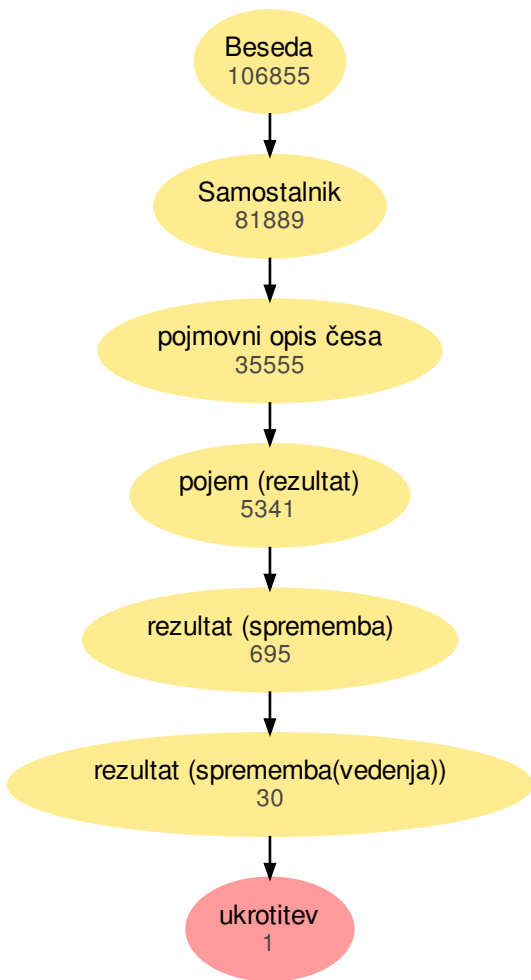 Beseda
106855
Samostalnik
81889
pojmovni opis česa
35555
pojem (rezultat)
5341
rezultat (sprememba)
695
rezultat (sprememba(vedenja))
30
ukrotitev
1